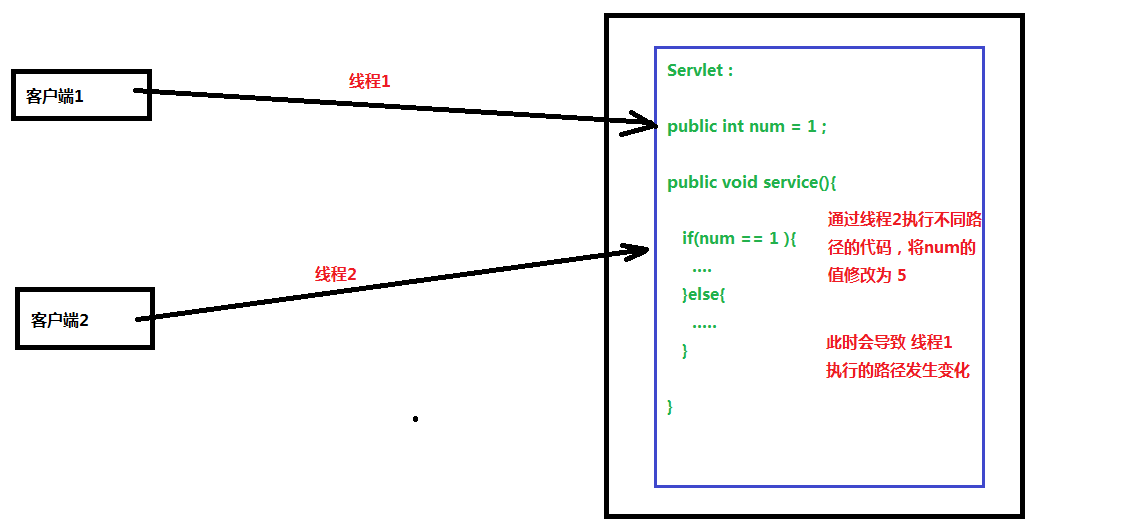 客户端1
线程1
客户端2
线程2
Servlet :
public int num = 1 ;
public void service(){
if(num == 1 ){
....
}else{
.....
}
}
通过线程2执行不同路
径的代码，将num的
值修改为 5
此时会导致 线程1
执行的路径发生变化